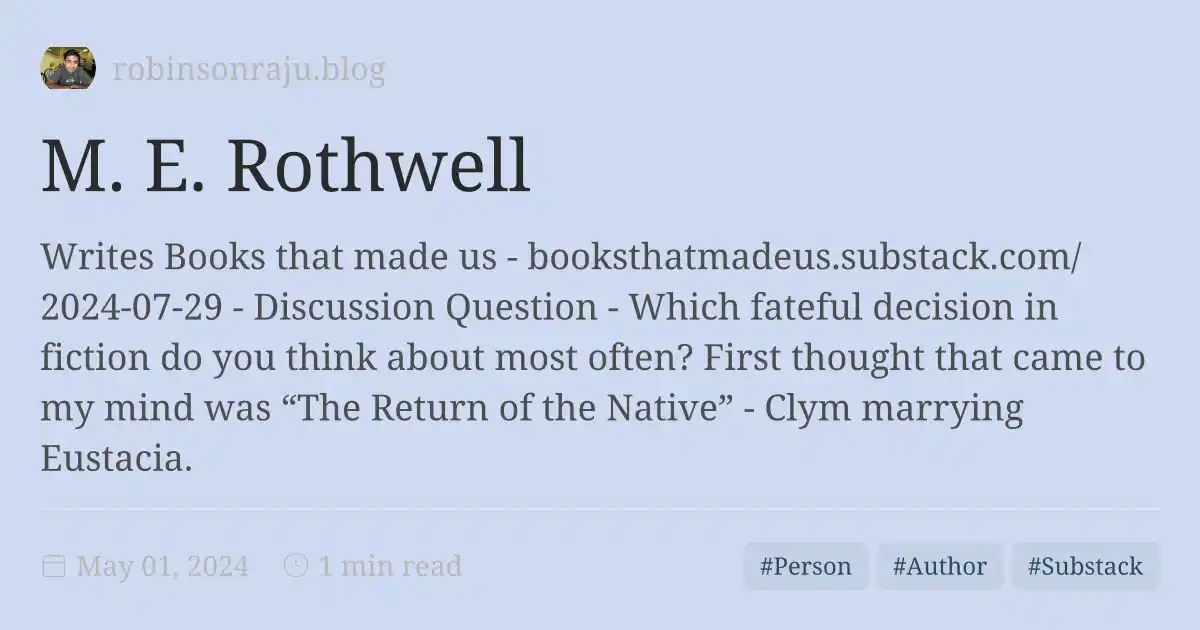 robinsonraju.blog
M. E. Rothwell
Writes Books that made us - booksthatmadeus.substack.com/
2024-07-29 - Discussion Question - Which fateful decision in
fiction do you think about most often? First thought that came to
my mind was “The Return of the Native” - Clym marrying
Eustacia.
May 01, 2024 1 min read #Person #Author #Substack